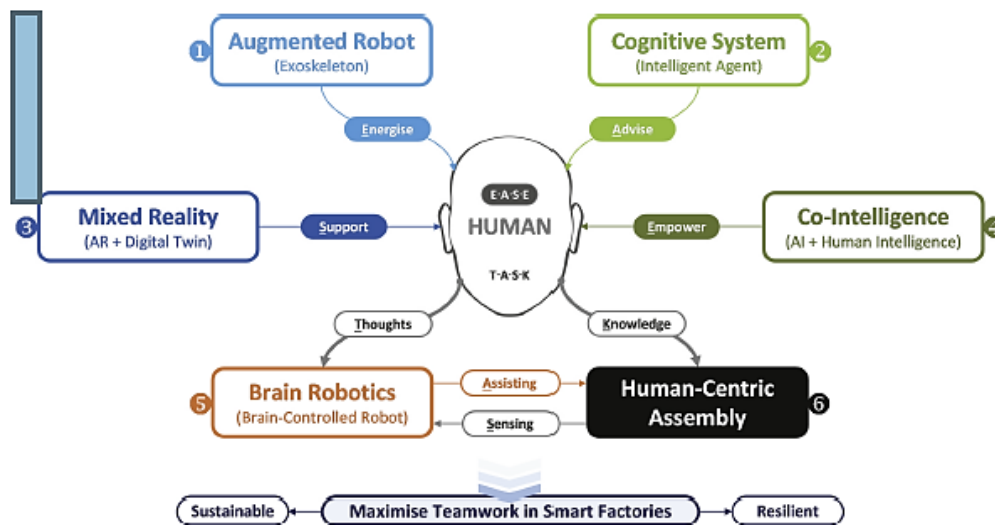 1
Augmented Robot
(Exoskeleton)
Cognitive System
(Intelligent Agent)
2
Energise
Advise
E·A·S·E
HUMAN
3
Mixed Reality
(AR + Digital Twin)
Support
Empower
Co-Intelligence
(AI + Human Intelligence)
T·A·S·K
Thoughts
Knowledge
5
Brain Robotics
(Brain-Controlled Robot)
Assisting
Sensing
Human-Centric
Assembly
6
Sustainable
Maximise Teamwork in Smart Factories
Resilient